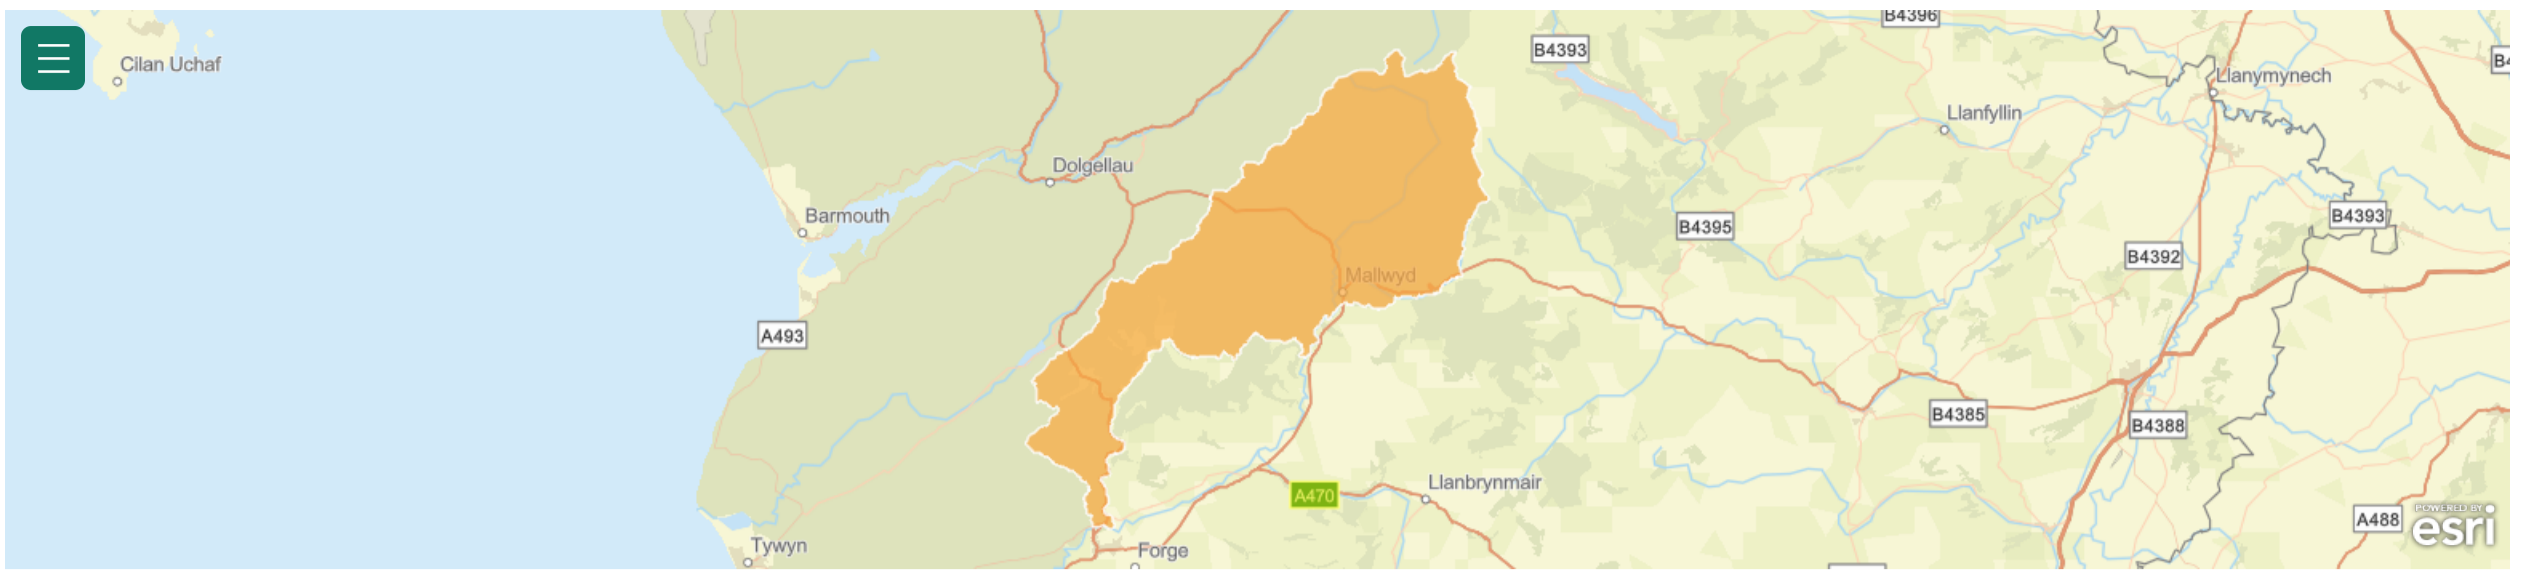 B4396
Cilan Uchaf
B4393
Llanymynech
Llanfyllin
Dolgellau
Barmouth
B4393
B4395
B4392
Mallwyd
A493
B4385
B4388
Llanbrynmair
A470
A488
POWERED BY
esri
Tywyn
Forge